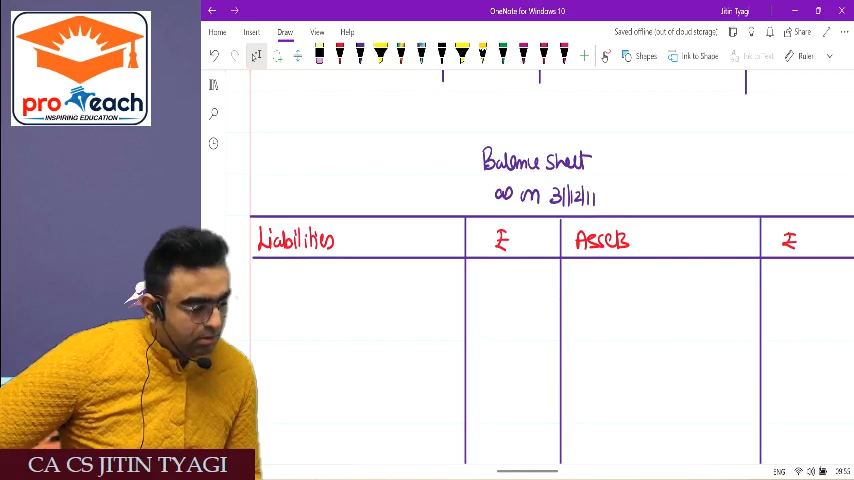 OneNote for Windows 10
Jitin Tyagi
Home
Insert
Draw
View
Help
Saved offline (out of cloud storage)
Share
Shapes
Ink to Shape
Ink to Text
Ruler
pro Teach
INSPIRING EDUCATION
Balance Sheet
as on 31/12/11
Liabilities ₹ Assets ₹
CA CS JITIN TYAGI
ENG
09:55